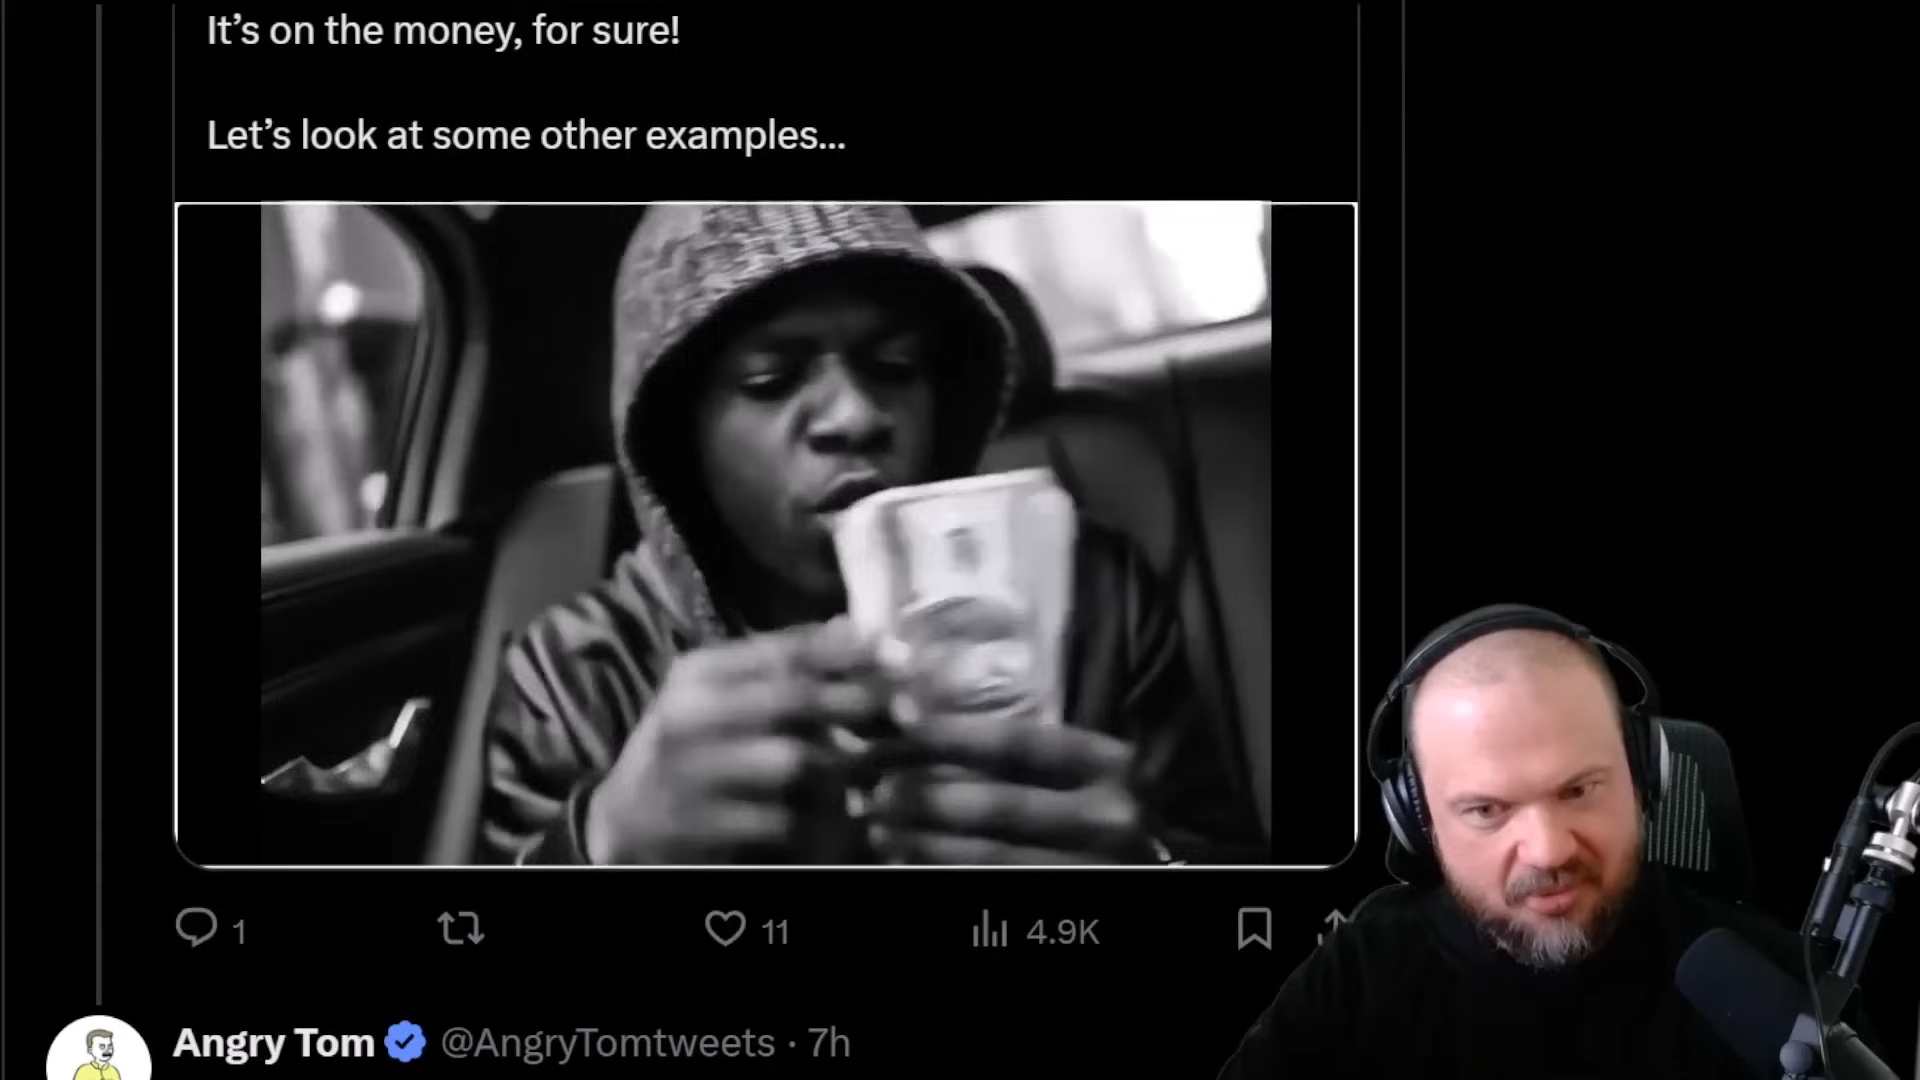 It’s on the money, for sure!
Let’s look at some other examples...
1
11
4.9K
Angry Tom @AngryTomtweets · 7h